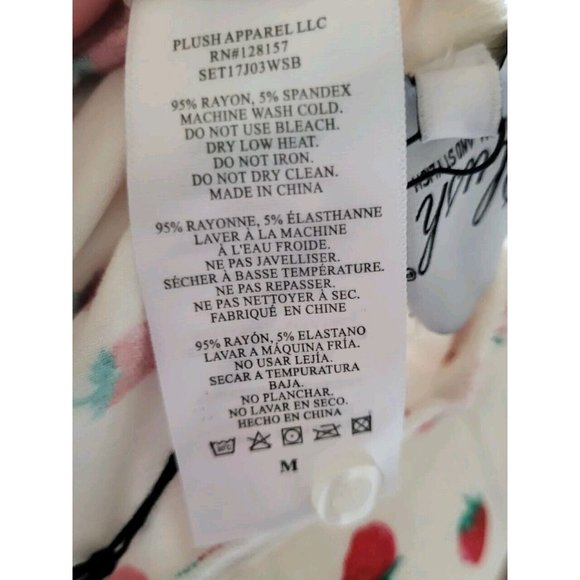 PLUSH APPAREL LLC
RN#128157
SET17J03WSB
95% RAYON, 5% SPANDEX
MACHINE WASH COLD.
DO NOT USE BLEACH.
DRY LOW HEAT.
DO NOT IRON.
DO NOT DRY CLEAN.
MADE IN CHINA
95% RAYONNE, 5% ÉLASTHANNE
LAVER À LA MACHINE
À L'EAU FROIDE.
NE PAS JAVELLISER.
SÉCHER À BASSE TEMPÉRATURE.
NE PAS REPASSER.
NE PAS NETTOYER À SEC.
FABRIQUÉ EN CHINE
95% RAYÓN, 5% ELASTANO
LAVAR A MÁQUINA FRÍA.
NO USAR LEJÍA.
SECAR A TEMPURATURA
BAJA.
NO PLANCHAR.
NO LAVAR EN SECO.
HECHO EN CHINA
M